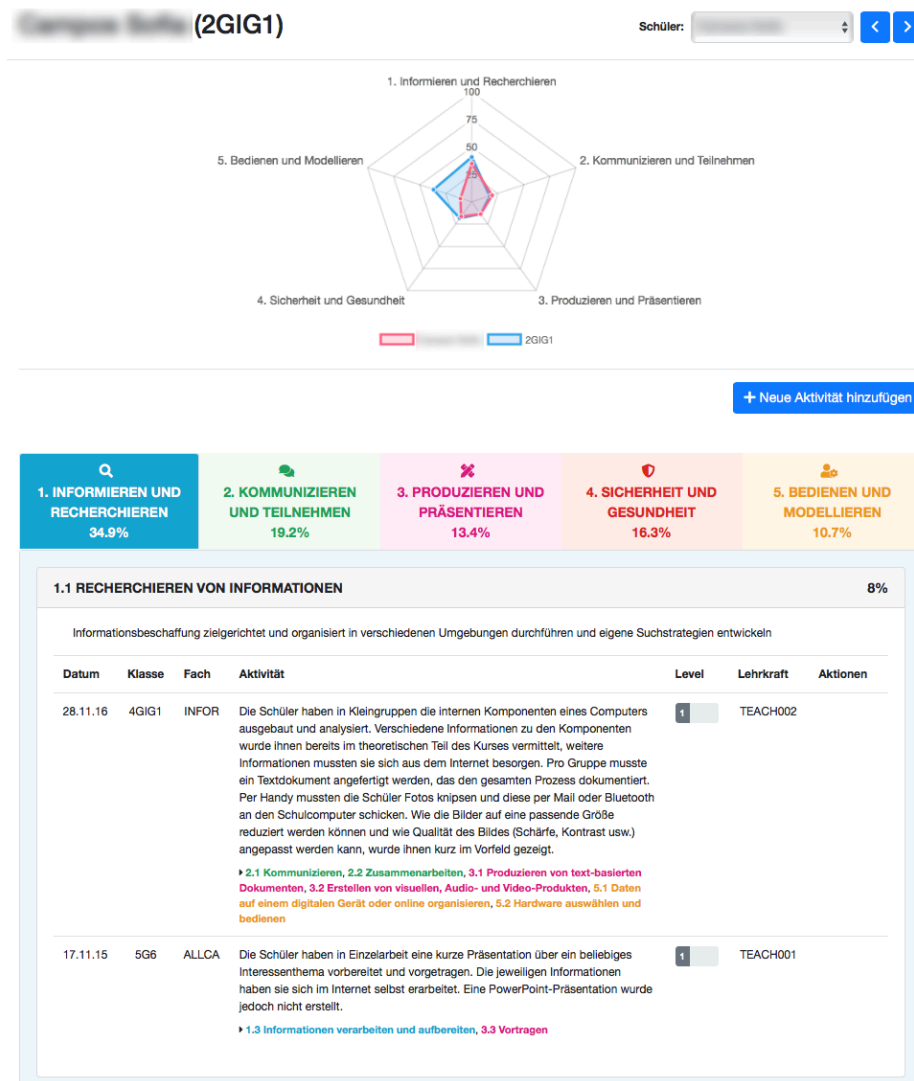 (2GIG1)
Schüler:
1. Informieren und Recherchieren
100
75
50
25
5. Bedienen und Modellieren
2. Kommunizieren und Teilnehmen
4. Sicherheit und Gesundheit
3. Produzieren und Präsentieren
2GIG1
+ Neue Aktivität hinzufügen
1. INFORMIEREN UND RECHERCHIEREN
34.9%
2. KOMMUNIZIEREN UND TEILNEHMEN
19.2%
3. PRODUZIEREN UND PRÄSENTIEREN
13.4%
4. SICHERHEIT UND GESUNDHEIT
16.3%
5. BEDIENEN UND MODELLIEREN
10.7%
1.1 RECHERCHIEREN VON INFORMATIONEN 8%
Informationsbeschaffung zielgerichtet und organisiert in verschiedenen Umgebungen durchführen und eigene Suchstrategien entwickeln
Datum Klasse Fach Aktivität Level Lehrkraft Aktionen
28.11.16 4GIG1 INFOR Die Schüler haben in Kleingruppen die internen Komponenten eines Computers 1 TEACH002
ausgebaut und analysiert. Verschiedene Informationen zu den Komponenten
wurde ihnen bereits im theoretischen Teil des Kurses vermittelt, weitere
Informationen mussten sie sich aus dem Internet besorgen. Pro Gruppe musste
ein Textdokument angefertigt werden, das den gesamten Prozess dokumentiert.
Per Handy mussten die Schüler Fotos knipsen und diese per Mail oder Bluetooth
an den Schulcomputer schicken. Wie die Bilder auf eine passende Größe
reduziert werden können und wie Qualität des Bildes (Schärfe, Kontrast usw.)
angepasst werden kann, wurde ihnen kurz im Vorfeld gezeigt.
2.1 Kommunizieren, 2.2 Zusammenarbeiten, 3.1 Produzieren von text-basierten
Dokumenten, 3.2 Erstellen von visuellen, Audio- und Video-Produkten, 5.1 Daten
auf einem digitalen Gerät oder online organisieren, 5.2 Hardware auswählen und
bedienen
17.11.15 5G6 ALLCA Die Schüler haben in Einzelarbeit eine kurze Präsentation über ein beliebiges 1 TEACH001
Interessenthema vorbereitet und vorgetragen. Die jeweiligen Informationen
haben sie sich im Internet selbst erarbeitet. Eine PowerPoint-Präsentation wurde
jedoch nicht erstellt.
1.3 Informationen verarbeiten und aufbereiten, 3.3 Vortragen